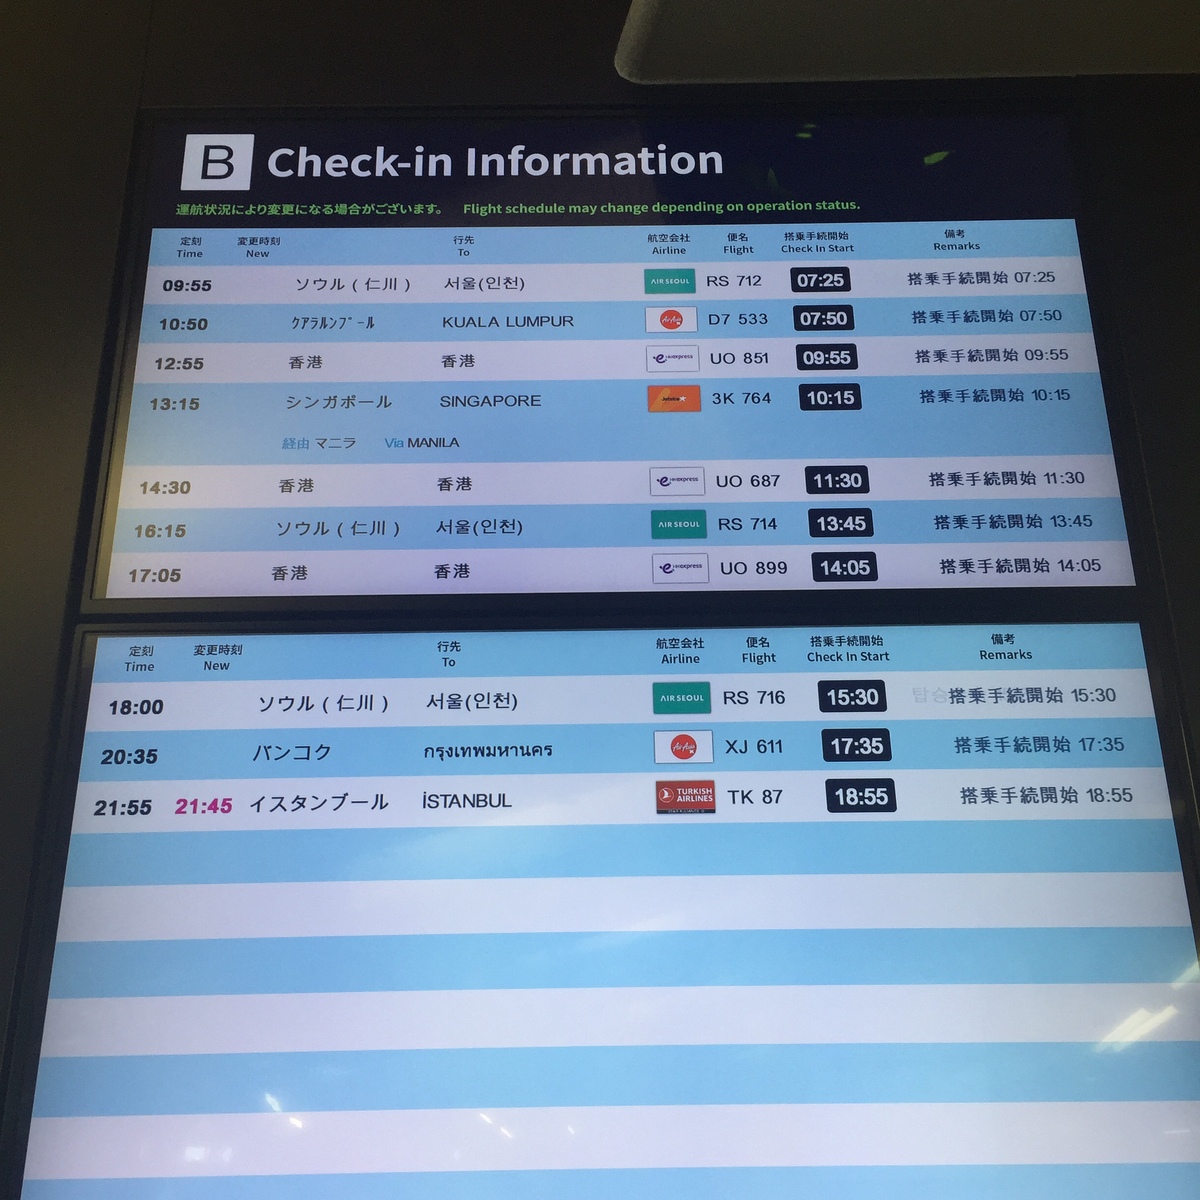 B Check-in Information
運航状況により変更になる場合がございます。 Flight schedule may change depending on operation status.
定刻 変更時刻 行先 航空会社 便名 搭乗手続開始 備考
Time New To Airline Flight Check In Start Remarks
09:55 ソウル(仁川) 서울(인천) AIR SEOUL RS 712 07:25 搭乗手続開始 07:25
10:50 クアラルンプール KUALA LUMPUR AirAsia D7 533 07:50 搭乗手続開始 07:50
12:55 香港 香港 express UO 851 09:55 搭乗手続開始 09:55
13:15 シンガポール SINGAPORE Jetstar 3K 764 10:15 搭乗手続開始 10:15
経由 マニラ Via MANILA
14:30 香港 香港 express UO 687 11:30 搭乗手続開始 11:30
16:15 ソウル(仁川) 서울(인천) AIR SEOUL RS 714 13:45 搭乗手続開始 13:45
17:05 香港 香港 express UO 899 14:05 搭乗手続開始 14:05
定刻 変更時刻 行先 航空会社 便名 搭乗手続開始 備考
Time New To Airline Flight Check In Start Remarks
18:00 ソウル(仁川) 서울(인천) AIR SEOUL RS 716 15:30 搭乗手続開始 15:30
20:35 バンコク กรุงเทพมหานคร AirAsia XJ 611 17:35 搭乗手続開始 17:35
21:55 21:45 イスタンブール İSTANBUL TURKISH AIRLINES TK 87 18:55 搭乗手続開始 18:55